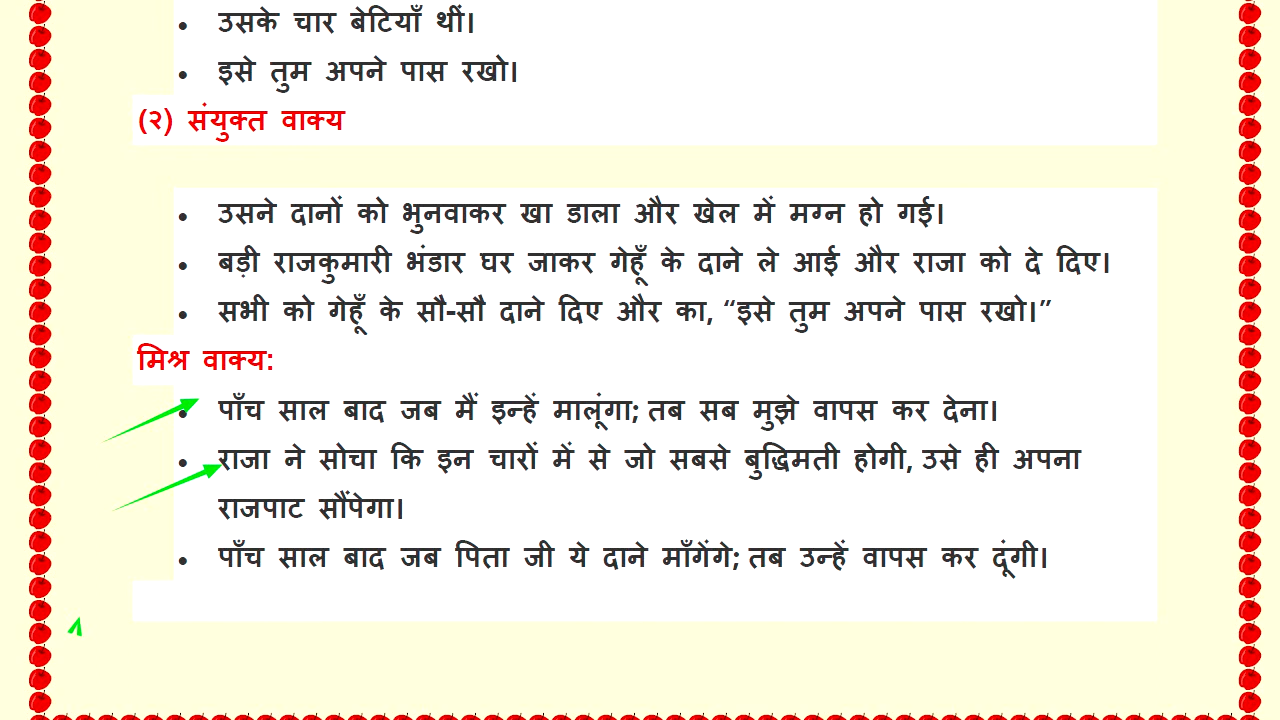 • उसके चार बेटियाँ थीं।
• इसे तुम अपने पास रखो।
(२) संयुक्त वाक्य
• उसने दानों को भुनवाकर खा डाला और खेल में मग्न हो गई।
• बड़ी राजकुमारी भंडार घर जाकर गेहूँ के दाने ले आई और राजा को दे दिए।
• सभी को गेहूँ के सौ-सौ दाने दिए और का, “इसे तुम अपने पास रखो।”
मिश्र वाक्य:
• पाँच साल बाद जब मैं इन्हें मालूंगा; तब सब मुझे वापस कर देना।
• राजा ने सोचा कि इन चारों में से जो सबसे बुद्धिमती होगी, उसे ही अपना
राजपाट सौंपेगा।
• पाँच साल बाद जब पिता जी ये दाने माँगेंगे; तब उन्हें वापस कर दूंगी।